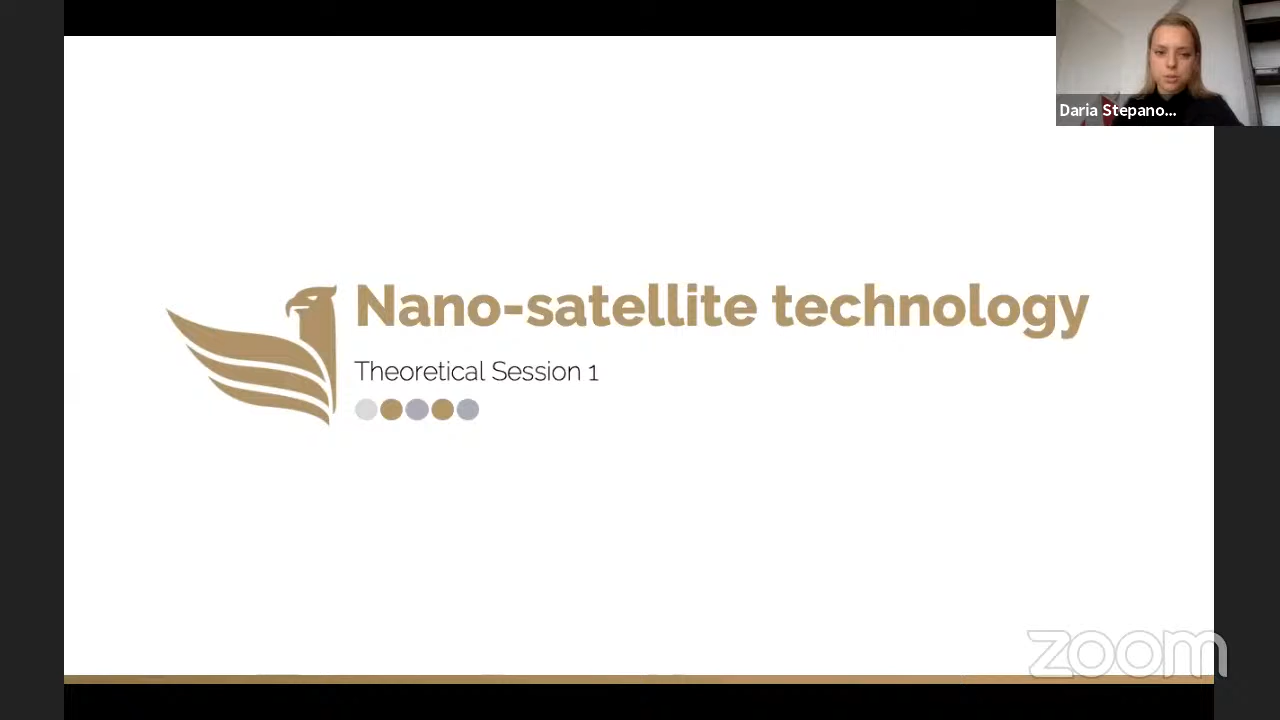 Daria Stepano...
Nano-satellite technology
Theoretical Session 1
zoom